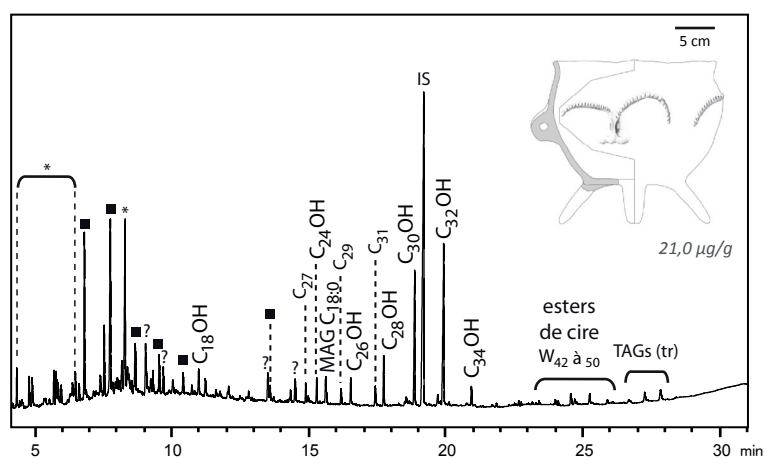 5 cm
IS
*
*
C₃₂OH
C₃₀OH
C₃₁
C₂₄OH
C₂₉
C₂₇
MAG C₁₈:₀
C₂₆OH
C₂₈OH
C₃₄OH
C₁₈OH
?
?
?
?
21,0 µg/g
esters
de cire
W₄₂ à ₅₀
TAGs (tr)
5 10 15 20 25 30 min